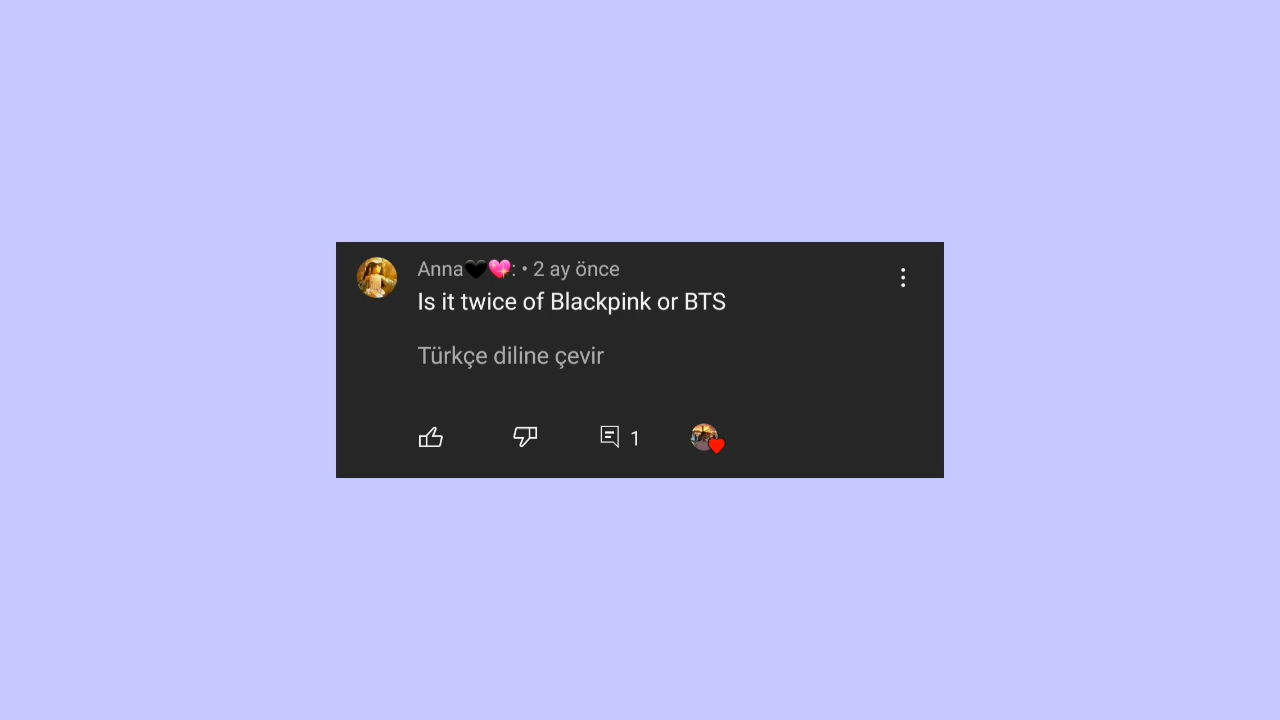 Anna🖤💖: • 2 ay önce
Is it twice of Blackpink or BTS
Türkçe diline çevir
1